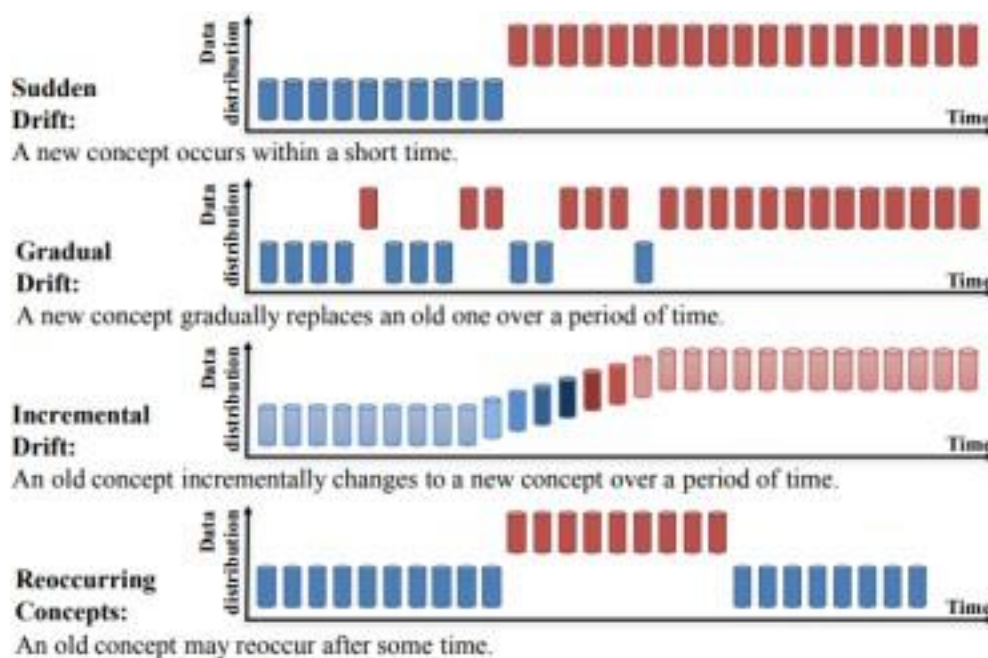 Data
distribution
Sudden
Drift:
Time
A new concept occurs within a short time.
Data
distribution
Gradual
Drift:
Time
A new concept gradually replaces an old one over a period of time.
Data
distribution
Incremental
Drift:
Time
An old concept incrementally changes to a new concept over a period of time.
Data
distribution
Reoccurring
Concepts:
Time
An old concept may reoccur after some time.